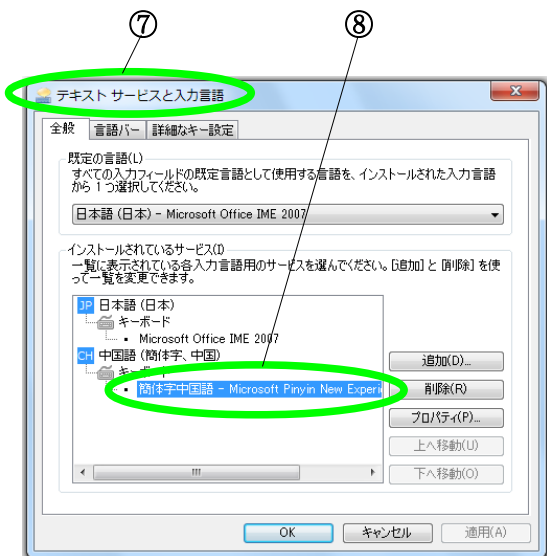 ⑦ ⑧
テキスト サービスと入力言語
全般 言語バー 詳細なキー設定
既定の言語(L)
すべての入力フィールドの既定言語として使用する言語を、インストールされた入力言語
から 1 つ選択してください。
日本語 (日本) - Microsoft Office IME 2007
インストールされているサービス(I)
一覧に表示されている各入力言語用のサービスを選んでください。[追加] と [削除] を使
って一覧を変更できます。
JP 日本語 (日本)
キーボード
Microsoft Office IME 2007
CH 中国語 (簡体字、中国)
キーボード
簡体字中国語 - Microsoft Pinyin New Experi
追加(D)...
削除(R)
プロパティ(P)...
上へ移動(U)
下へ移動(O)
OK キャンセル 適用(A)